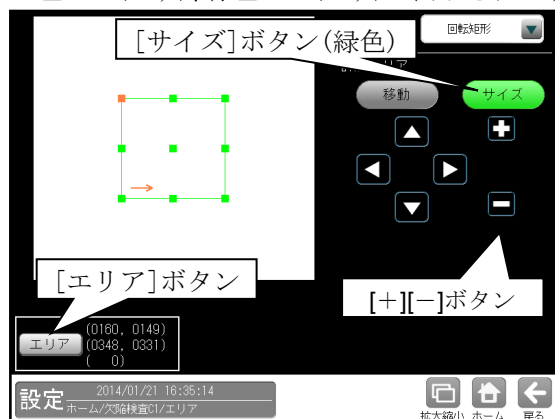 [サイズ]ボタン(緑色)
回転矩形
移動
サイズ
[エリア]ボタン
[+][−]ボタン
エリア
(0160, 0149)
(0348, 0331)
( 0)
設定
2014/01/21 16:35:14
ホーム/欠陥検査C1/エリア
拡大縮小 ホーム 戻る